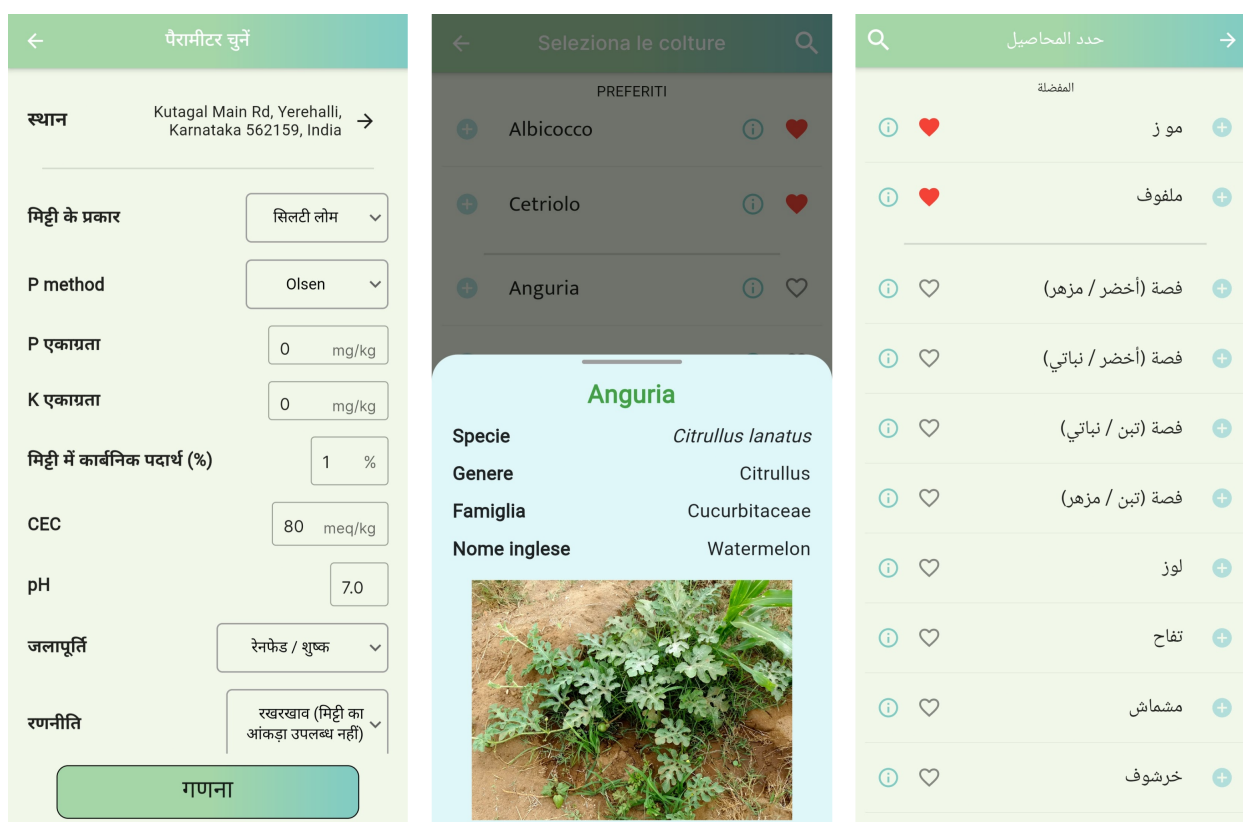 पैरामीटर चुनें
स्थान
Kutagal Main Rd, Yerehalli,
Karnataka 562159, India
मिट्टी के प्रकार
सिलटी लोम
P method
Olsen
P एकाग्रता
0 mg/kg
K एकाग्रता
0 mg/kg
मिट्टी में कार्बनिक पदार्थ (%)
1 %
CEC
80 meq/kg
pH
7.0
जलापूर्ति
रेनफेड / शुष्क
रणनीति
रखरखाव (मिट्टी का
आंकड़ा उपलब्ध नहीं)
गणना
Seleziona le colture
PREFERITI
Albicocco
Cetriolo
Anguria
Anguria
Specie Citrullus lanatus
Genere Citrullus
Famiglia Cucurbitaceae
Nome inglese Watermelon
حدد المحاصيل
المفضلة
مو ز
ملفوف
فصة (أخضر / مزهر)
فصة (أخضر / نباتي)
فصة (تبن / نباتي)
فصة (تبن / مزهر)
لوز
تفاح
مشماش
خرشوف